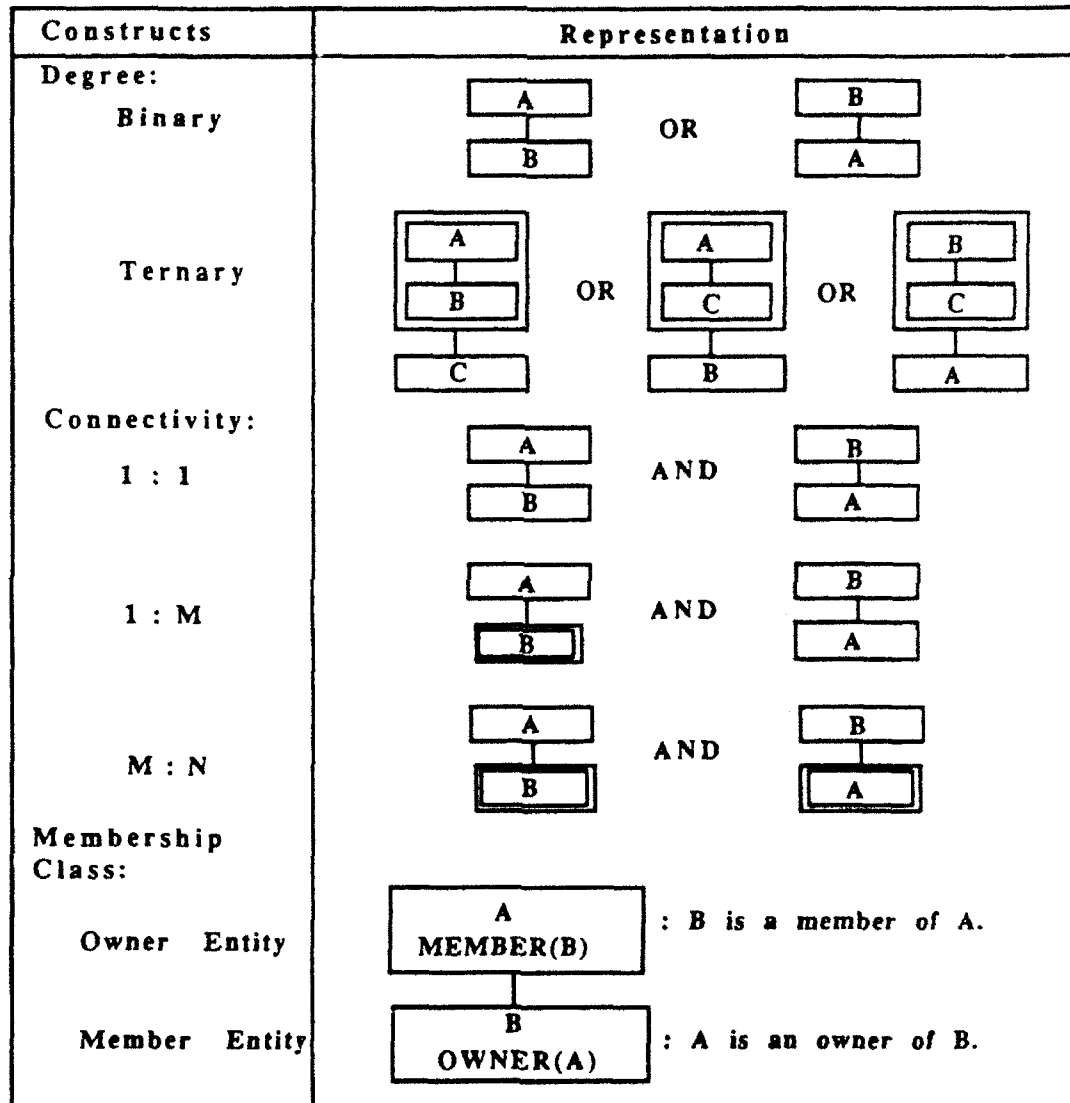 Constructs Representation
Degree:
A B
Binary OR
B A
A A B
Ternary OR OR
B C C
C B A
Connectivity:
A B
1 : 1 AND
B A
A B
1 : M AND
B A
A B
M : N AND
B A
Membership
Class:
A : B is a member of A.
Owner Entity MEMBER(B)
B
Member Entity : A is an owner of B.
OWNER(A)